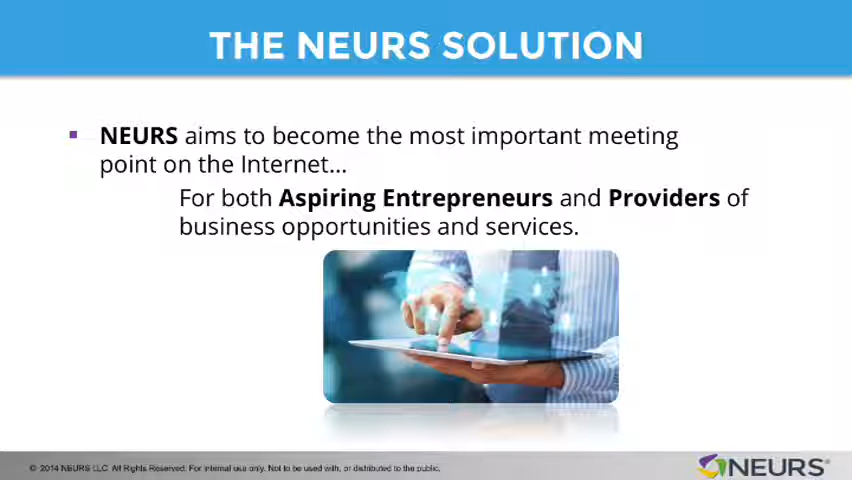 THE NEURS SOLUTION
▪ NEURS aims to become the most important meeting
point on the Internet...
For both Aspiring Entrepreneurs and Providers of
business opportunities and services.
© 2014 NEURS LLC All Rights Reserved. For internal use only. Not to be used with, or distributed to the public.
NEURS®